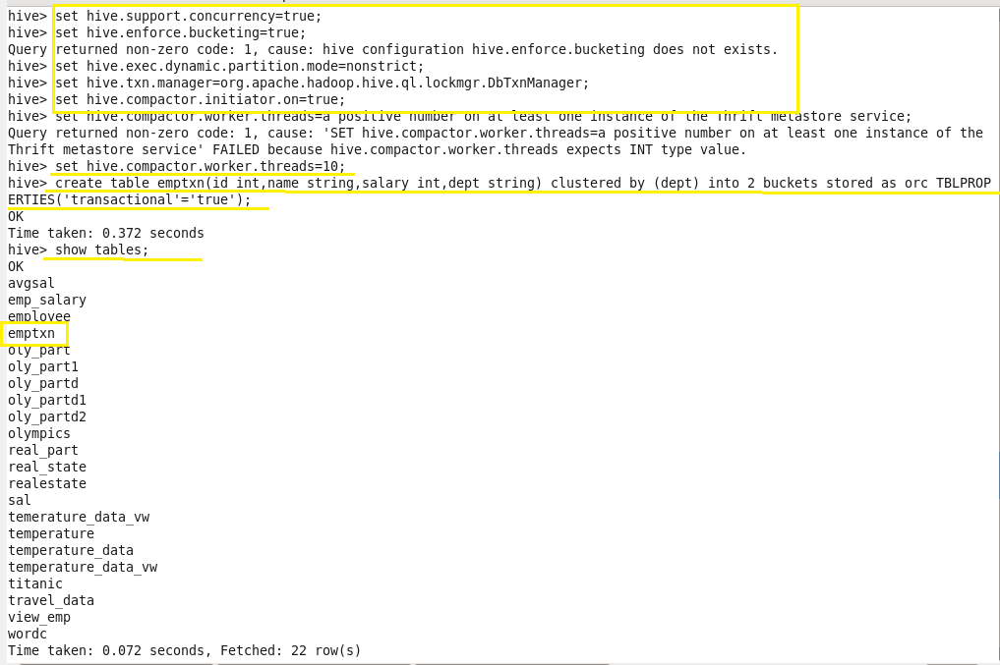 hive> set hive.support.concurrency=true;
hive> set hive.enforce.bucketing=true;
Query returned non-zero code: 1, cause: hive configuration hive.enforce.bucketing does not exists.
hive> set hive.exec.dynamic.partition.mode=nonstrict;
hive> set hive.txn.manager=org.apache.hadoop.hive.ql.lockmgr.DbTxnManager;
hive> set hive.compactor.initiator.on=true;
hive> set hive.compactor.worker.threads=a positive number on at least one instance of the Thrift metastore service;
Query returned non-zero code: 1, cause: 'SET hive.compactor.worker.threads=a positive number on at least one instance of the
Thrift metastore service' FAILED because hive.compactor.worker.threads expects INT type value.
hive> set hive.compactor.worker.threads=10;
hive> create table emptxn(id int,name string,salary int,dept string) clustered by (dept) into 2 buckets stored as orc TBLPROP
ERTIES('transactional'='true');
OK
Time taken: 0.372 seconds
hive> show tables;
OK
avgsal
emp_salary
employee
emptxn
oly_part
oly_part1
oly_partd
oly_partd1
oly_partd2
olympics
real_part
real_state
realestate
sal
temerature_data_vw
temperature
temperature_data
temperature_data_vw
titanic
travel_data
view_emp
wordc
Time taken: 0.072 seconds, Fetched: 22 row(s)